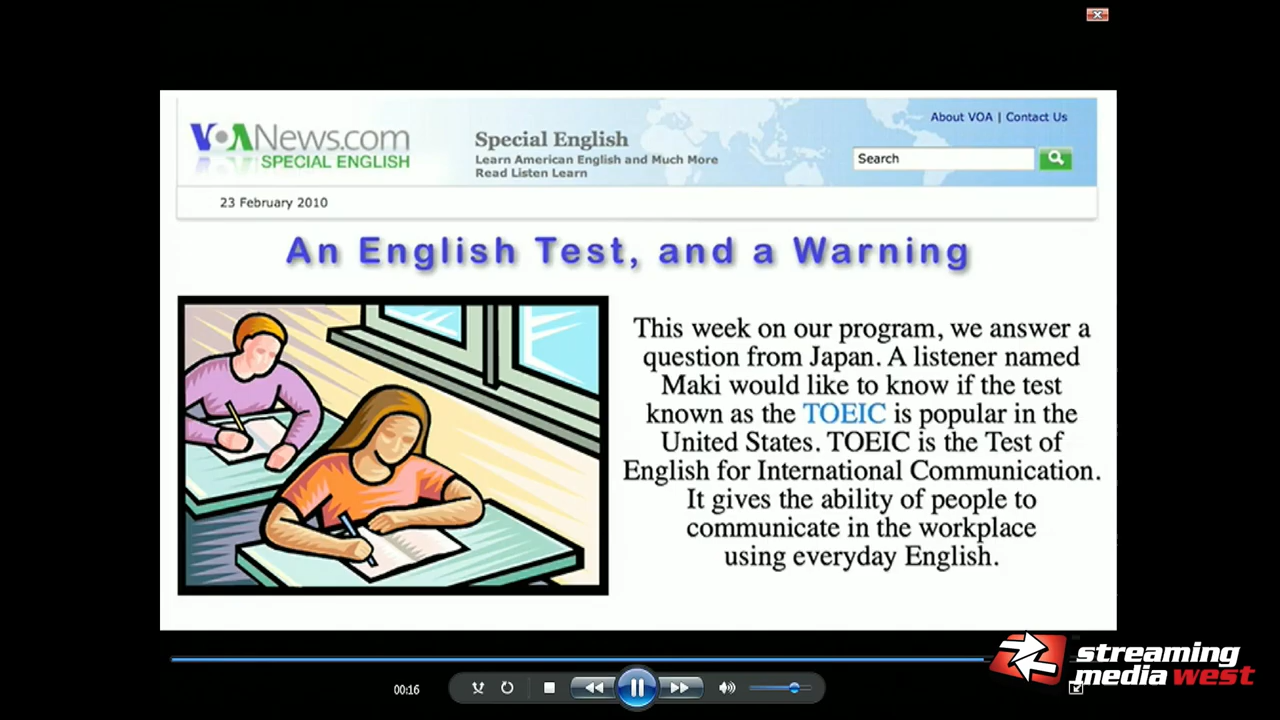 VOANews.com
SPECIAL ENGLISH
Special English
Learn American English and Much More
Read Listen Learn
About VOA | Contact Us
Search
23 February 2010
An English Test, and a Warning
This week on our program, we answer a
question from Japan. A listener named
Maki would like to know if the test
known as the TOEIC is popular in the
United States. TOEIC is the Test of
English for International Communication.
It gives the ability of people to
communicate in the workplace
using everyday English.
00:16
streaming
media west